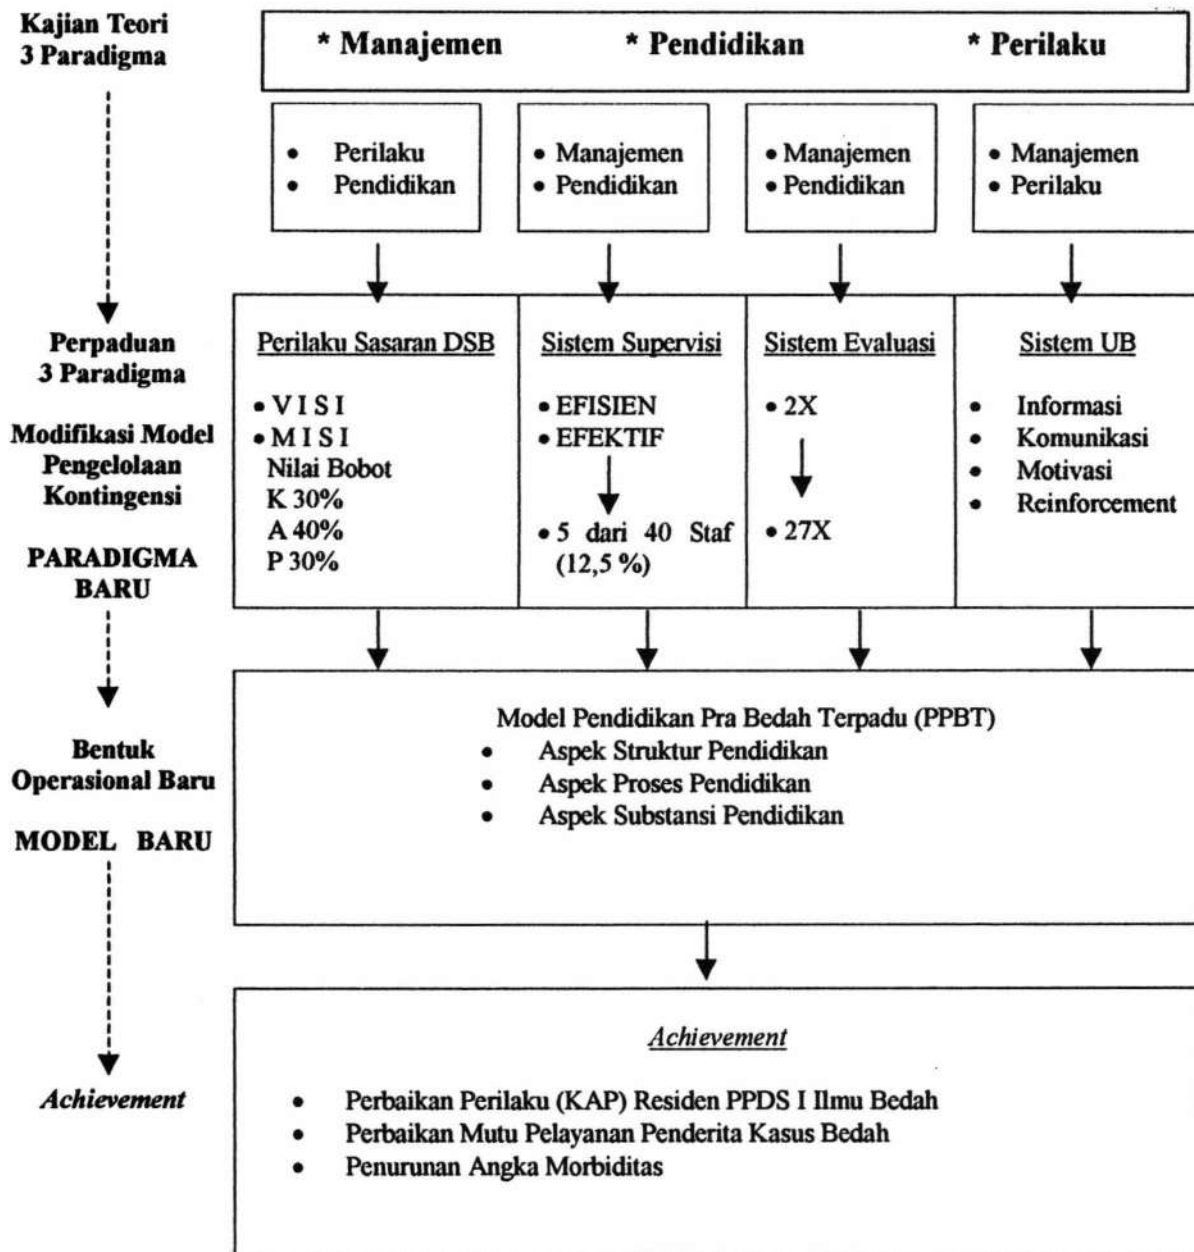 Kajian Teori
3 Paradigma
* Manajemen * Pendidikan * Perilaku
• Perilaku
• Pendidikan
• Manajemen
• Pendidikan
• Manajemen
• Pendidikan
• Manajemen
• Perilaku
Perpaduan
3 Paradigma
Modifikasi Model
Pengelolaan
Kontingensi
PARADIGMA
BARU
Perilaku Sasaran DSB
• V I S I
• M I S I
Nilai Bobot
K 30%
A 40%
P 30%
Sistem Supervisi
• EFISIEN
• EFEKTIF
• 5 dari 40 Staf
(12,5 %)
Sistem Evaluasi
• 2X
• 27X
Sistem UB
• Informasi
• Komunikasi
• Motivasi
• Reinforcement
Bentuk
Operasional Baru
MODEL BARU
Model Pendidikan Pra Bedah Terpadu (PPBT)
• Aspek Struktur Pendidikan
• Aspek Proses Pendidikan
• Aspek Substansi Pendidikan
Achievement
Achievement
• Perbaikan Perilaku (KAP) Residen PPDS I Ilmu Bedah
• Perbaikan Mutu Pelayanan Penderita Kasus Bedah
• Penurunan Angka Morbiditas